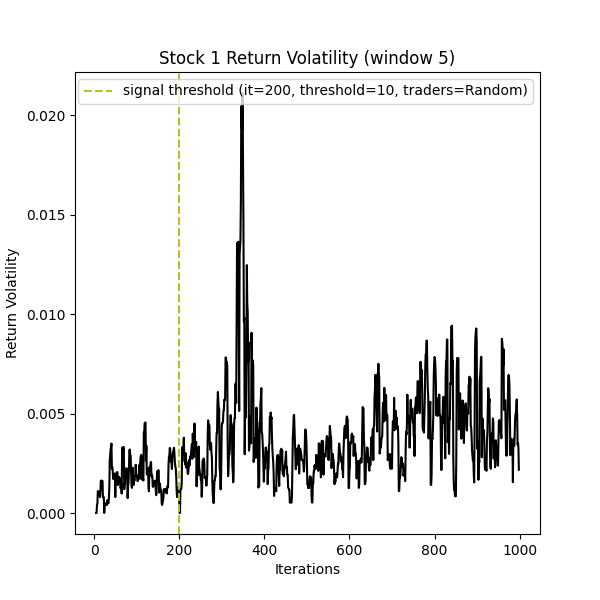 Stock 1 Return Volatility (window 5)
signal threshold (it=200, threshold=10, traders=Random)
0.020
0.015
0.010
0.005
0.000
Return Volatility
0 200 400 600 800 1000
Iterations